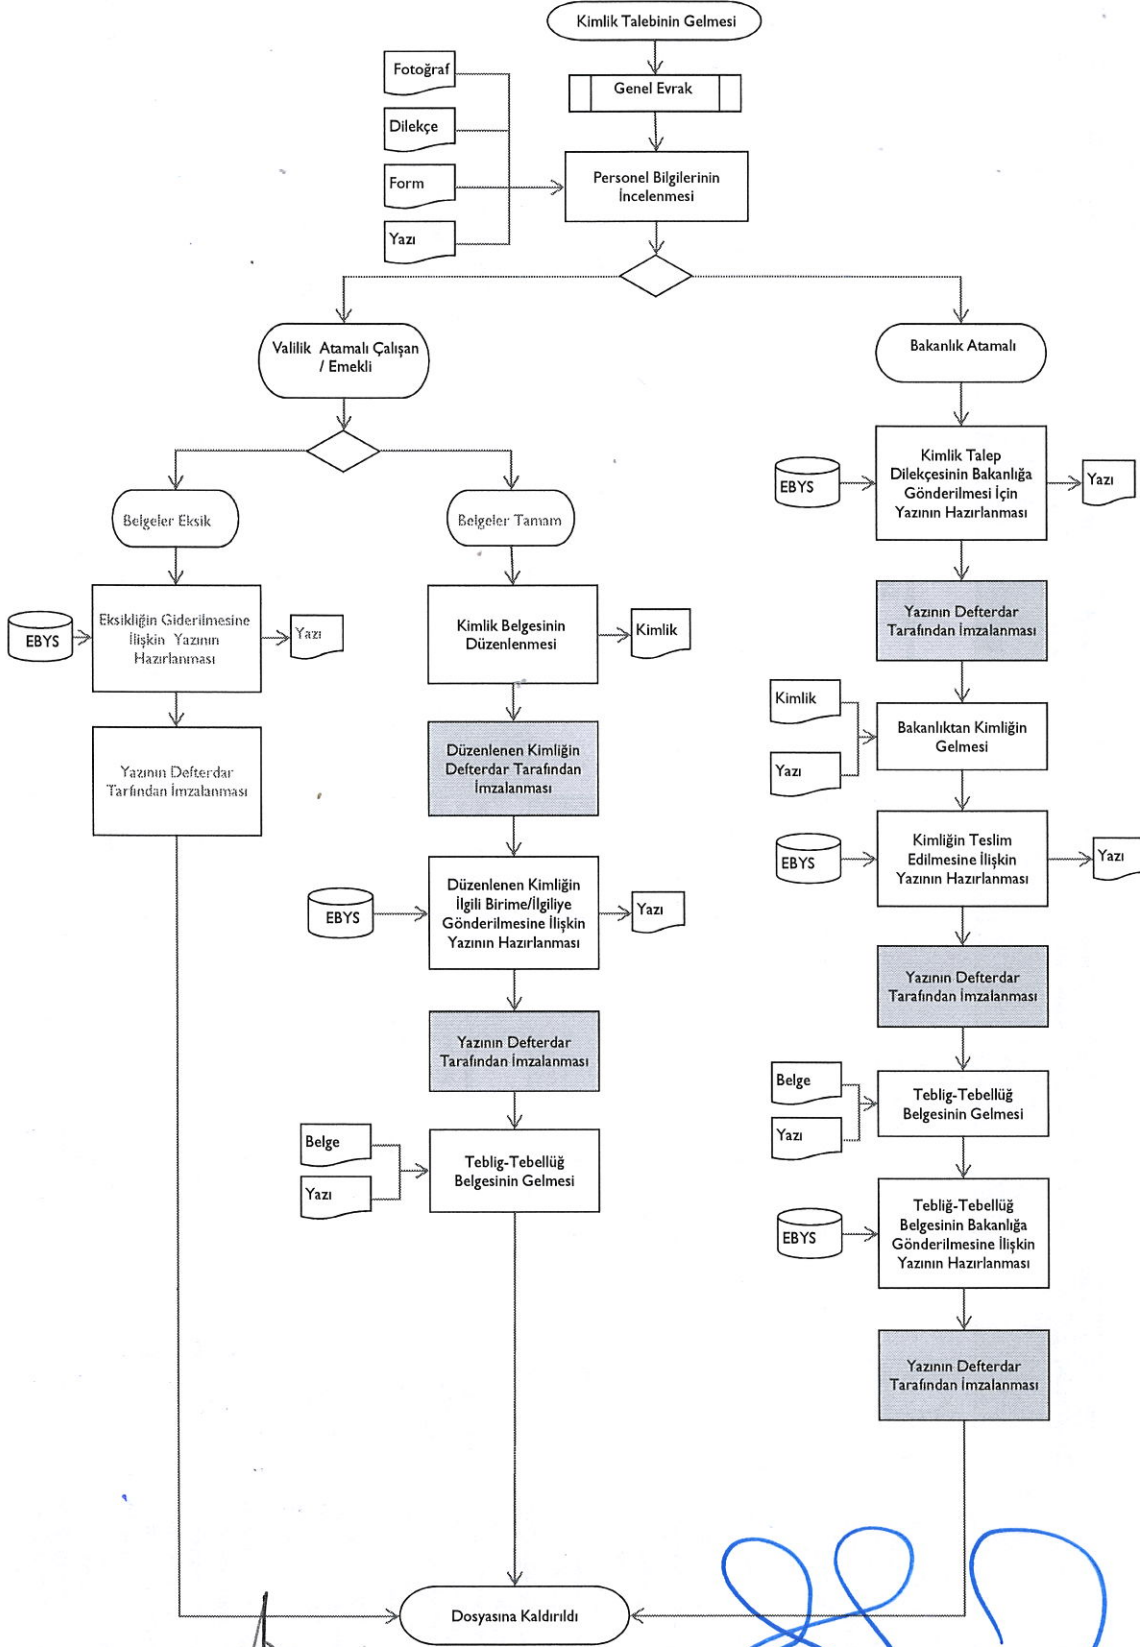 Kimlik Talebinin Gelmesi
Genel Evrak
Fotoğraf
Dilekçe
Form
Yazı
Personel Bilgilerinin
İncelenmesi
Valilik Atamalı Çalışan
/ Emekli
Bakanlık Atamalı
Belgeler Eksik
Belgeler Tamam
EBYS
Eksikliğin Giderilmesine
İlişkin Yazının
Hazırlanması
Yazı
Yazının Defterdar
Tarfından İmzalanması
Kimlik Belgesinin
Düzenlenmesi
Kimlik
Düzenlenen Kimliğin
Defterdar Tarafından
İmzalanması
EBYS
Düzenlenen Kimliğin
İlgili Birime/İlgiliye
Gönderilmesine İlişkin
Yazının Hazırlanması
Yazı
Yazının Defterdar
Tarafından İmzalanması
Belge
Yazı
Teblig-Tebellüğ
Belgesinin Gelmesi
EBYS
Kimlik Talep
Dilekçesinin Bakanlığa
Gönderilmesi İçin
Yazının Hazırlanması
Yazı
Yazının Defterdar
Tarafından İmzalanması
Kimlik
Yazı
Bakanlıktan Kimliğin
Gelmesi
EBYS
Kimliğin Teslim
Edilmesine İlişkin
Yazının Hazırlanması
Yazı
Yazının Defterdar
Tarafından İmzalanması
Belge
Yazı
Teblig-Tebellüğ
Belgesinin Gelmesi
EBYS
Tebliğ-Tebellüğ
Belgesinin Bakanlığa
Gönderilmesine İlişkin
Yazının Hazırlanması
Yazının Defterdar
Tarafından İmzalanması
Dosyasına Kaldırıldı